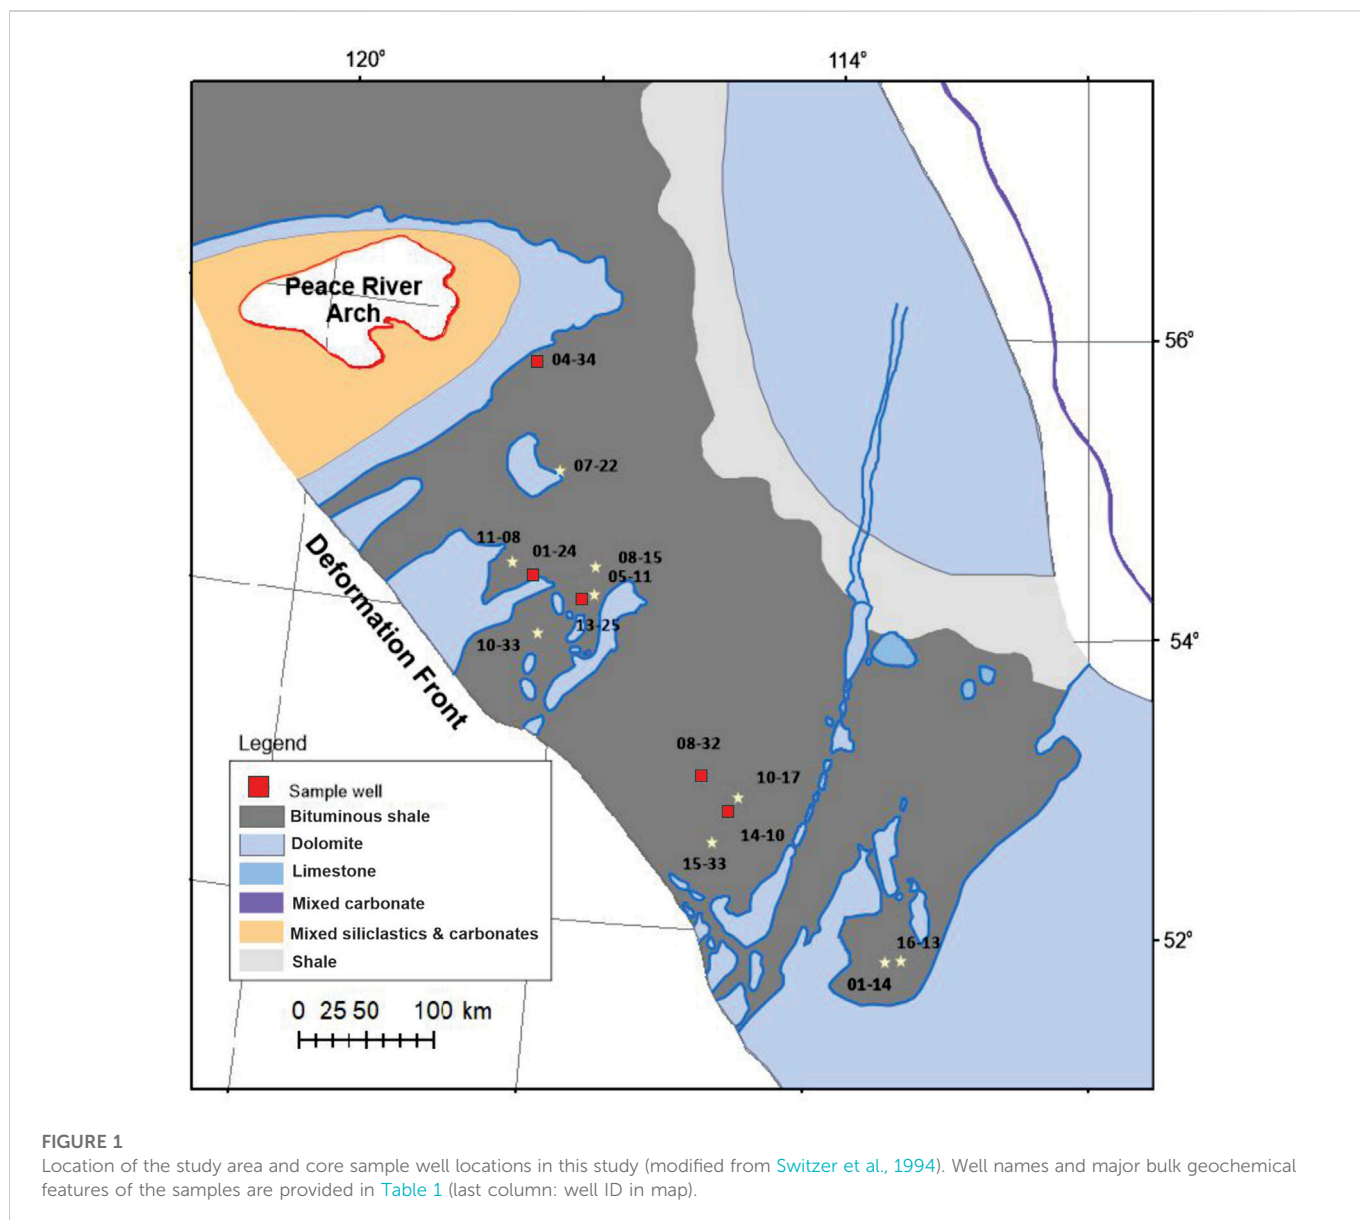 120°
114°
Peace River
Arch
56°
04-34
07-22
11-08
01-24
08-15
05-11
13-25
10-33
54°
Deformation Front
08-32
10-17
14-10
15-33
16-13
01-14
52°
Legend
Sample well
Bituminous shale
Dolomite
Limestone
Mixed carbonate
Mixed siliclastics & carbonates
Shale
0 25 50 100 km
FIGURE 1
Location of the study area and core sample well locations in this study (modified from Switzer et al., 1994). Well names and major bulk geochemical
features of the samples are provided in Table 1 (last column: well ID in map).